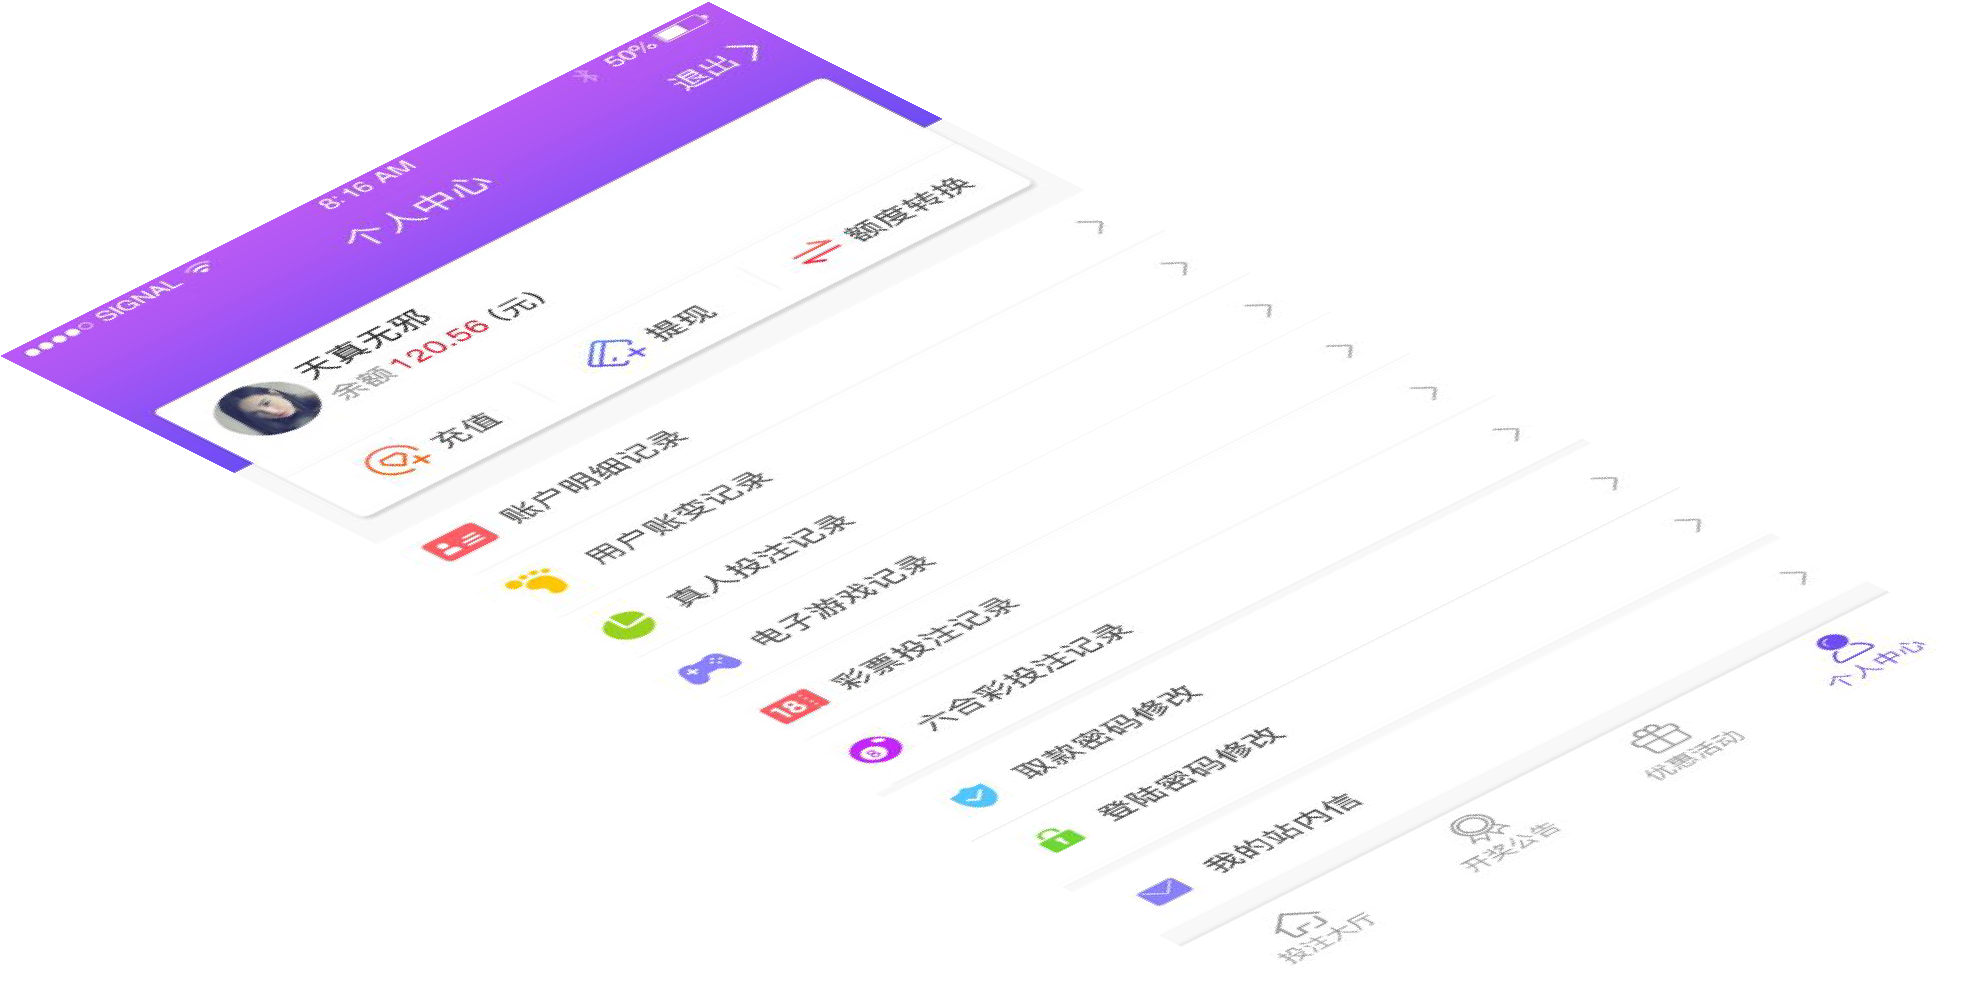 SIGNAL 8:16 AM 50%
个人中心 退出
天真无邪
余额 120.56 (元)
充值 提现 额度转换
账户明细记录
用户账变记录
真人投注记录
电子游戏记录
18 彩票投注记录
8 六合彩投注记录
取款密码修改
登陆密码修改
我的站内信
投注大厅 开奖公告 优惠活动 个人中心